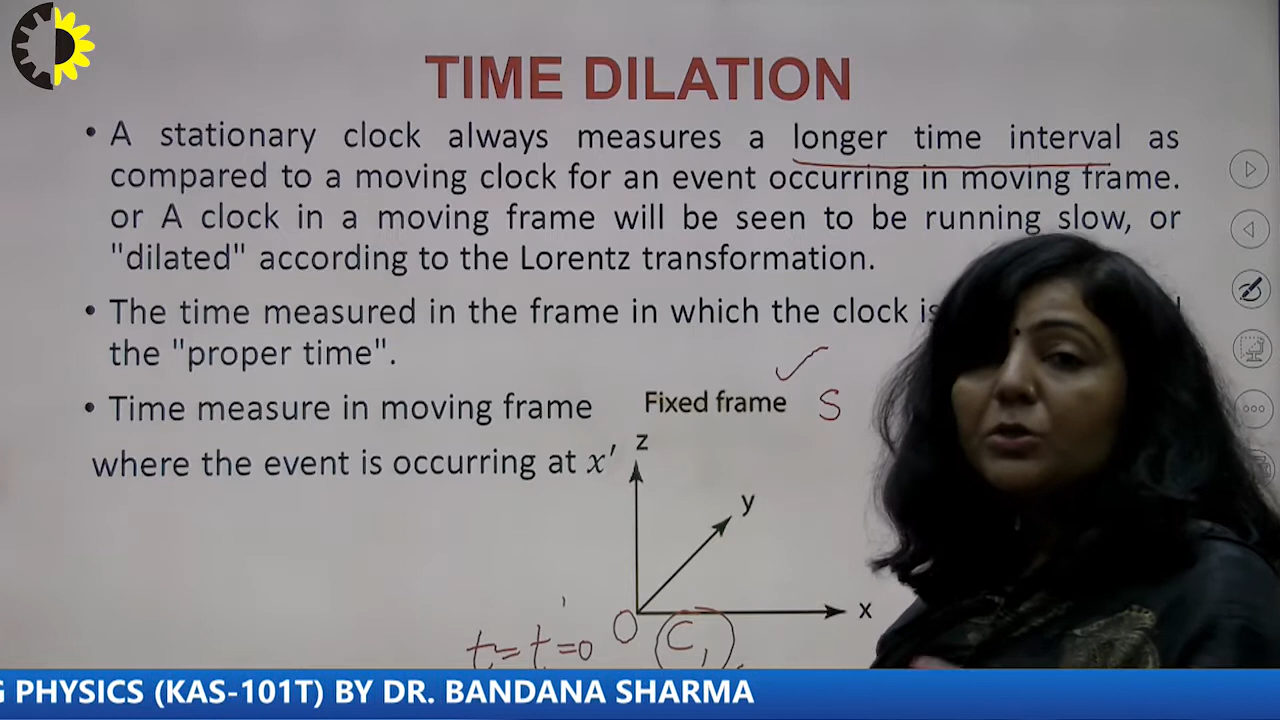 TIME DILATION
• A stationary clock always measures a longer time interval as
compared to a moving clock for an event occurring in moving frame.
or A clock in a moving frame will be seen to be running slow, or
"dilated" according to the Lorentz transformation.
• The time measured in the frame in which the clock is
the "proper time".
• Time measure in moving frame
where the event is occurring at x′
Fixed frame S
z
y
x
O C₁
t = t' = 0
G PHYSICS (KAS-101T) BY DR. BANDANA SHARMA